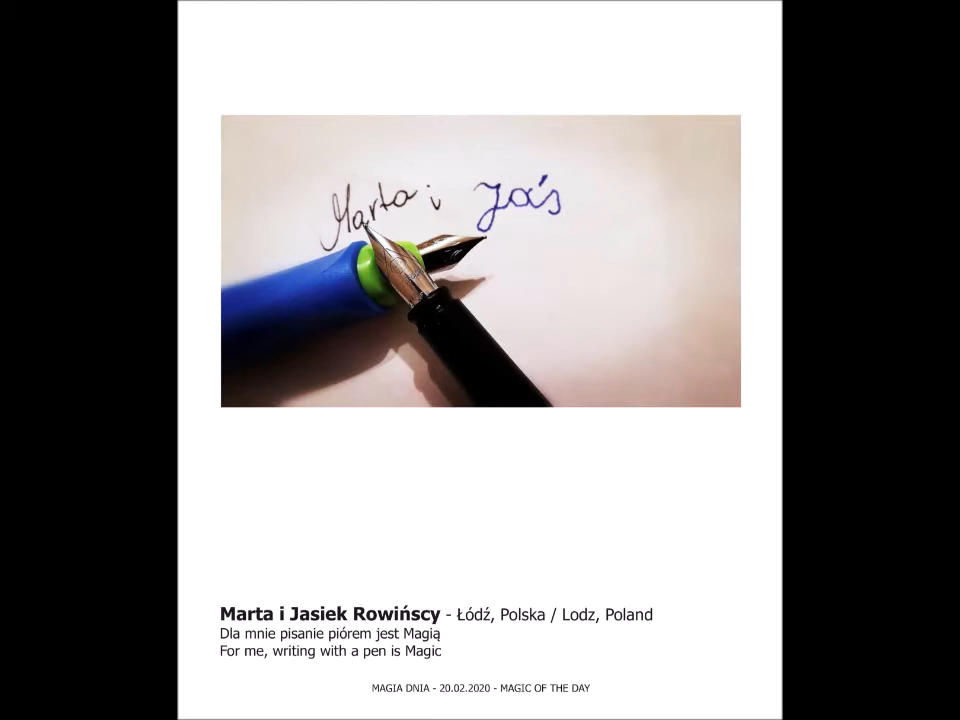 Marta i Jaś
Marta i Jasiek Rowińscy - Łódź, Polska / Lodz, Poland
Dla mnie pisanie piórem jest Magią
For me, writing with a pen is Magic
MAGIA DNIA - 20.02.2020 - MAGIC OF THE DAY